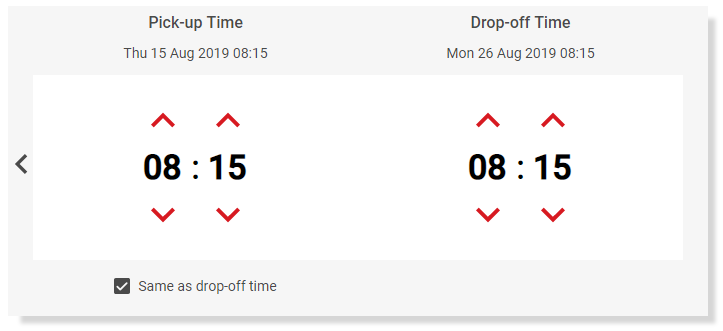 Pick-up Time
Thu 15 Aug 2019 08:15
08 : 15
Same as drop-off time
Drop-off Time
Mon 26 Aug 2019 08:15
08 : 15